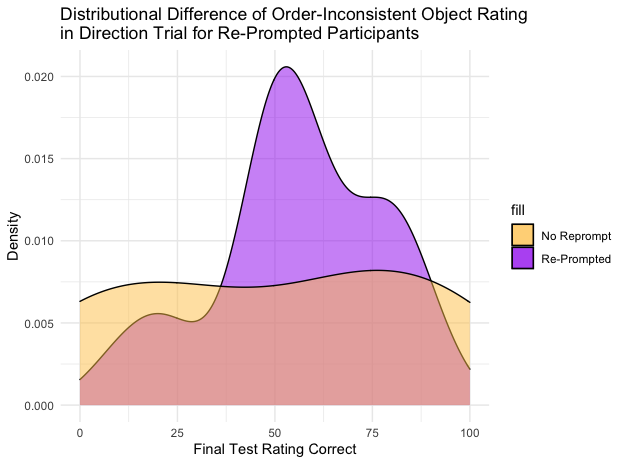 Distributional Difference of Order-Inconsistent Object Rating
in Direction Trial for Re-Prompted Participants
0.020
0.015
0.010
0.005
0.000
Density
0
25
50
75
100
Final Test Rating Correct
fill
No Reprompt
Re-Prompted